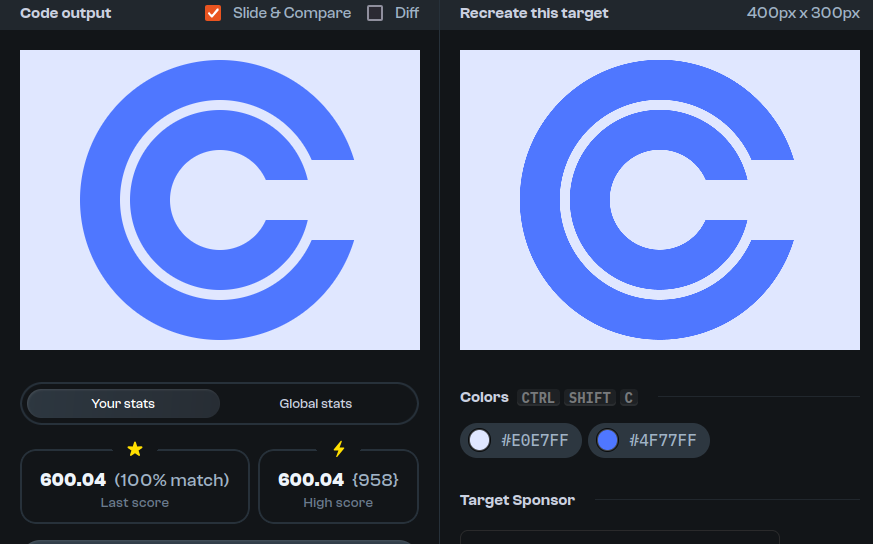 Code output
Slide & Compare
Diff
Recreate this target
400px x 300px
Your stats
Global stats
600.04 (100% match)
Last score
600.04 {958}
High score
Colors CTRL SHIFT C
#E0E7FF
#4F77FF
Target Sponsor